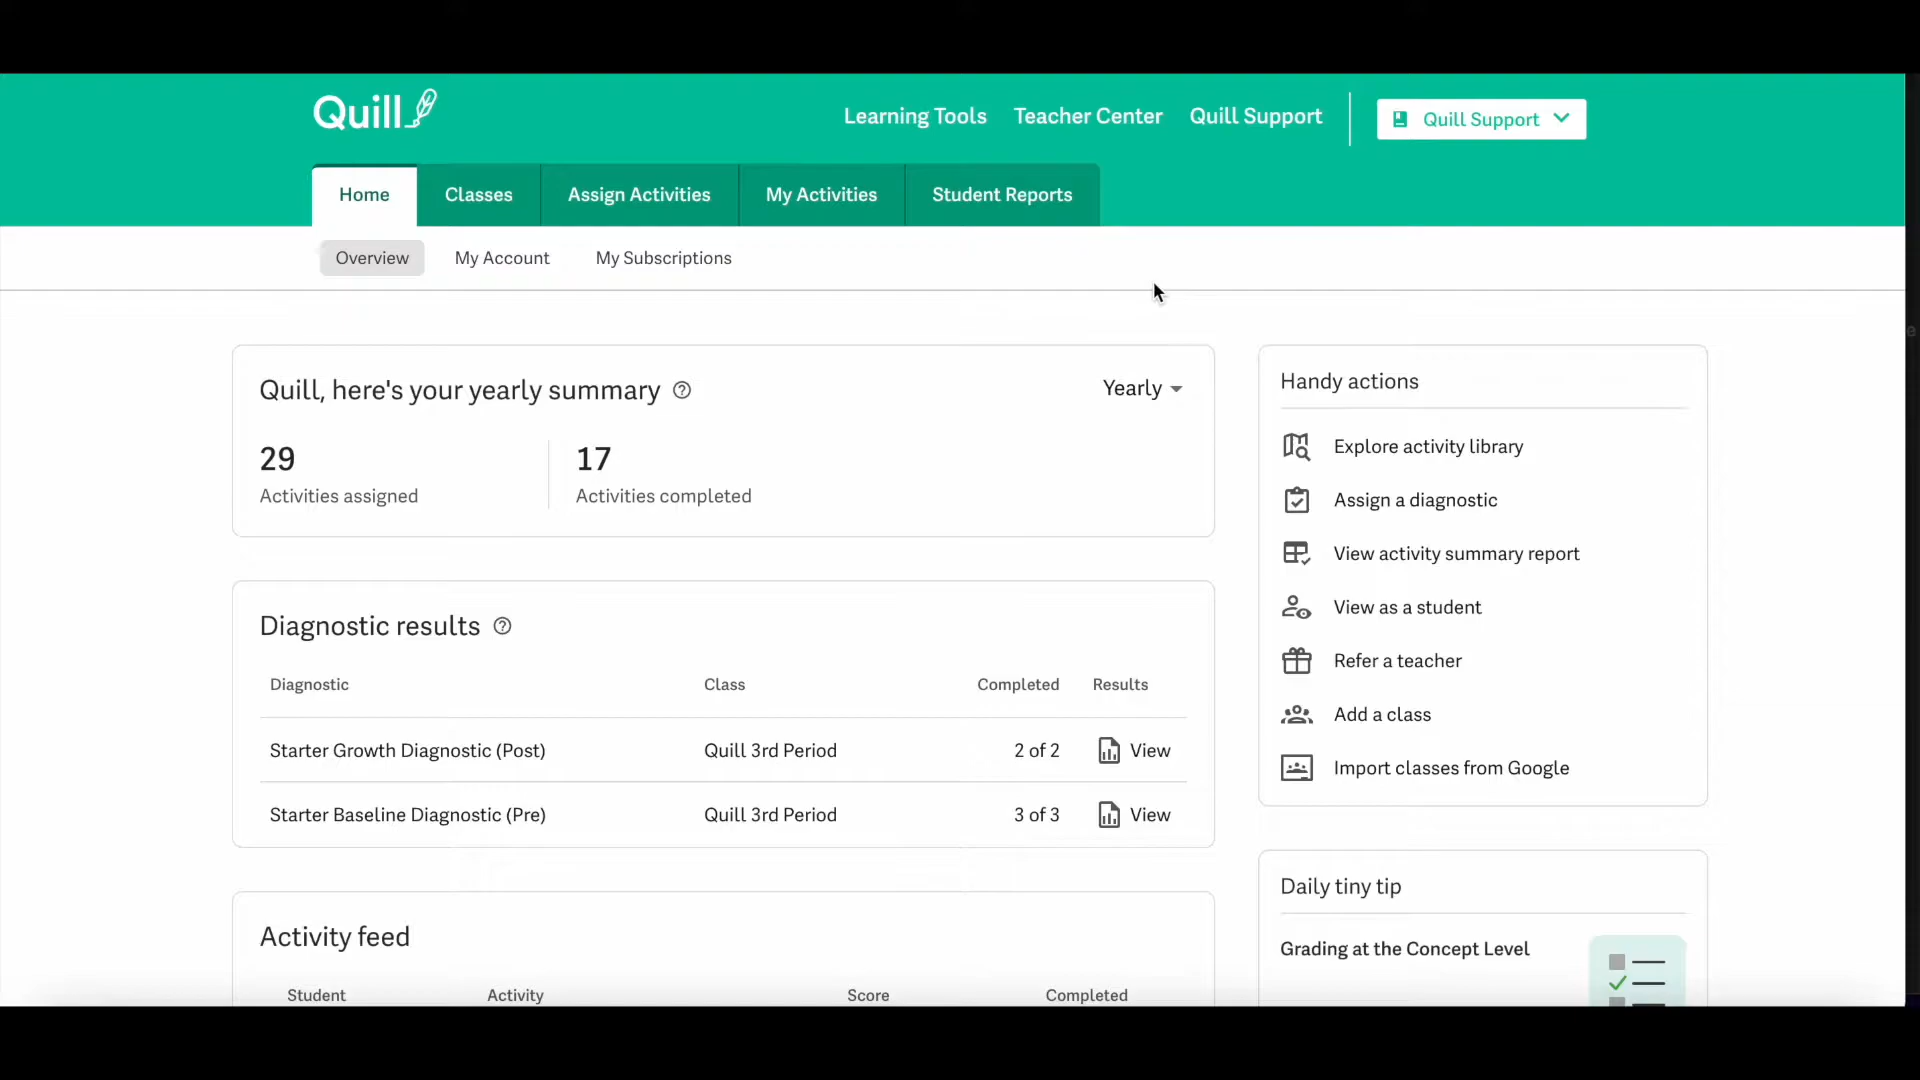 Quill
Learning Tools
Teacher Center
Quill Support
Quill Support
Home
Classes
Assign Activities
My Activities
Student Reports
Overview
My Account
My Subscriptions
Quill, here's your yearly summary
Yearly
29
Activities assigned
17
Activities completed
Diagnostic results
Diagnostic Class Completed Results
Starter Growth Diagnostic (Post) Quill 3rd Period 2 of 2 View
Starter Baseline Diagnostic (Pre) Quill 3rd Period 3 of 3 View
Activity feed
Student Activity Score Completed
Handy actions
Explore activity library
Assign a diagnostic
View activity summary report
View as a student
Refer a teacher
Add a class
Import classes from Google
Daily tiny tip
Grading at the Concept Level